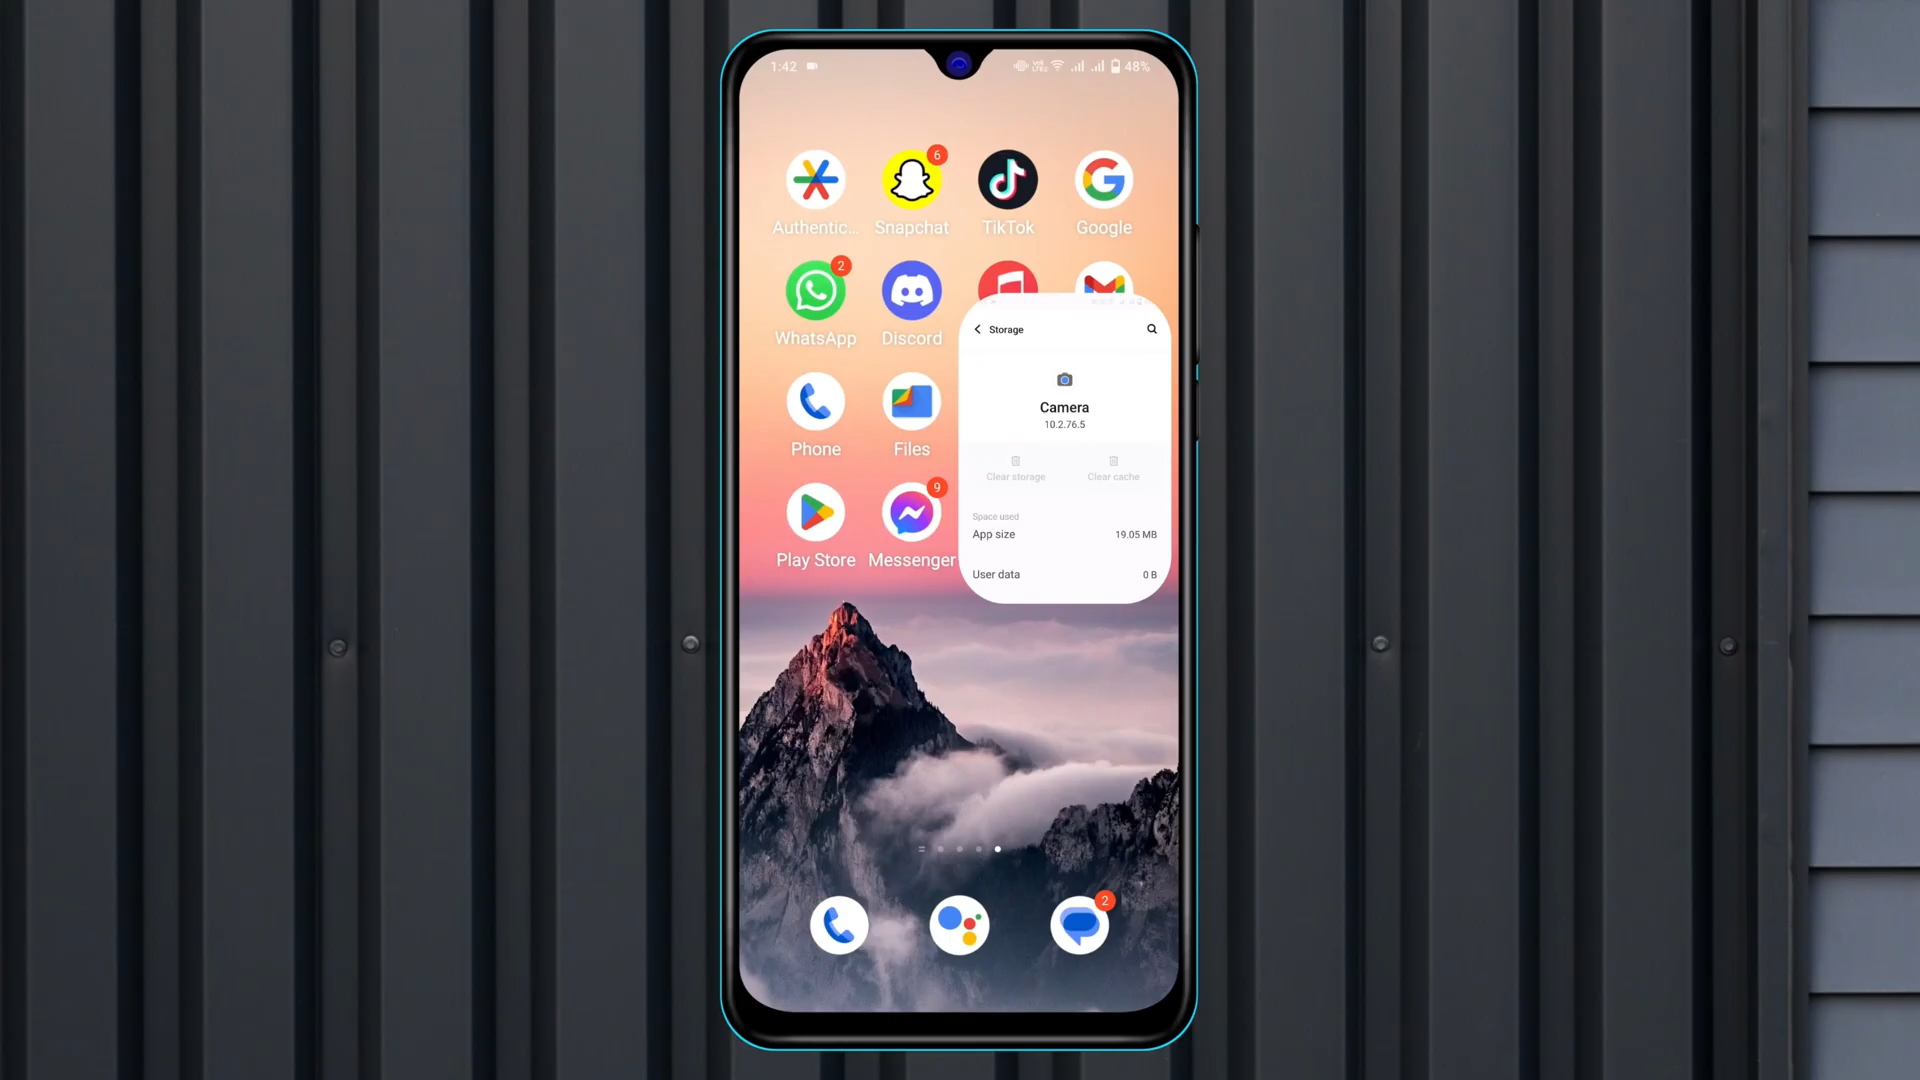 1:42
48%
6
Authentic...
Snapchat
TikTok
Google
2
WhatsApp
Discord
Storage
Camera
10.2.76.5
Clear storage
Clear cache
Space used
App size
19.05 MB
User data
0 B
Phone
Files
9
Play Store
Messenger
2